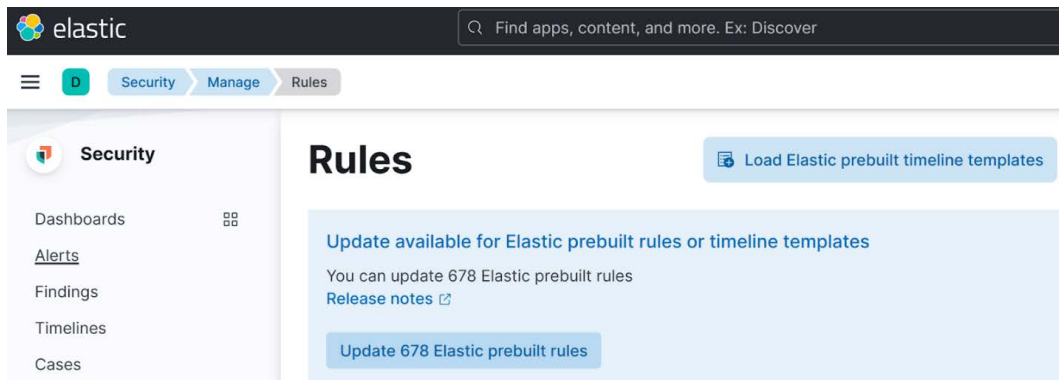 elastic
Find apps, content, and more. Ex: Discover
D
Security
Manage
Rules
Security
Dashboards
Alerts
Findings
Timelines
Cases
Rules
Load Elastic prebuilt timeline templates
Update available for Elastic prebuilt rules or timeline templates
You can update 678 Elastic prebuilt rules
Release notes
Update 678 Elastic prebuilt rules